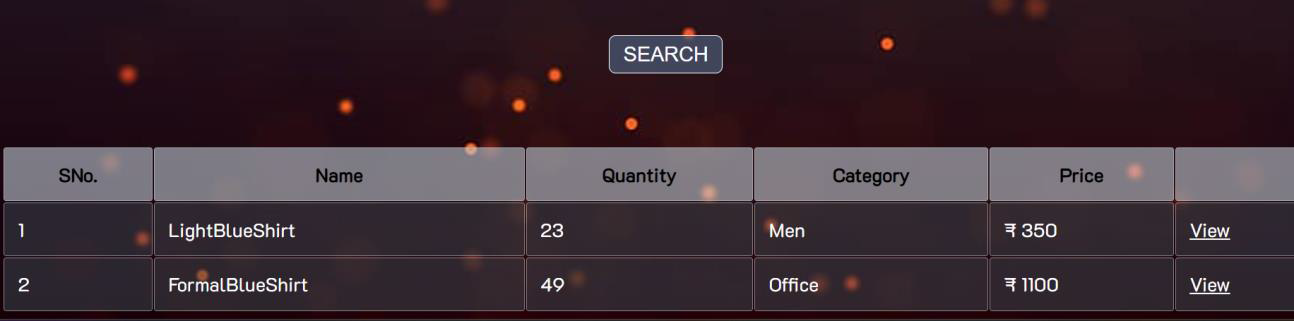 SEARCH
SNo. Name Quantity Category Price
1 LightBlueShirt 23 Men ₹ 350 View
2 FormalBlueShirt 49 Office ₹ 1100 View